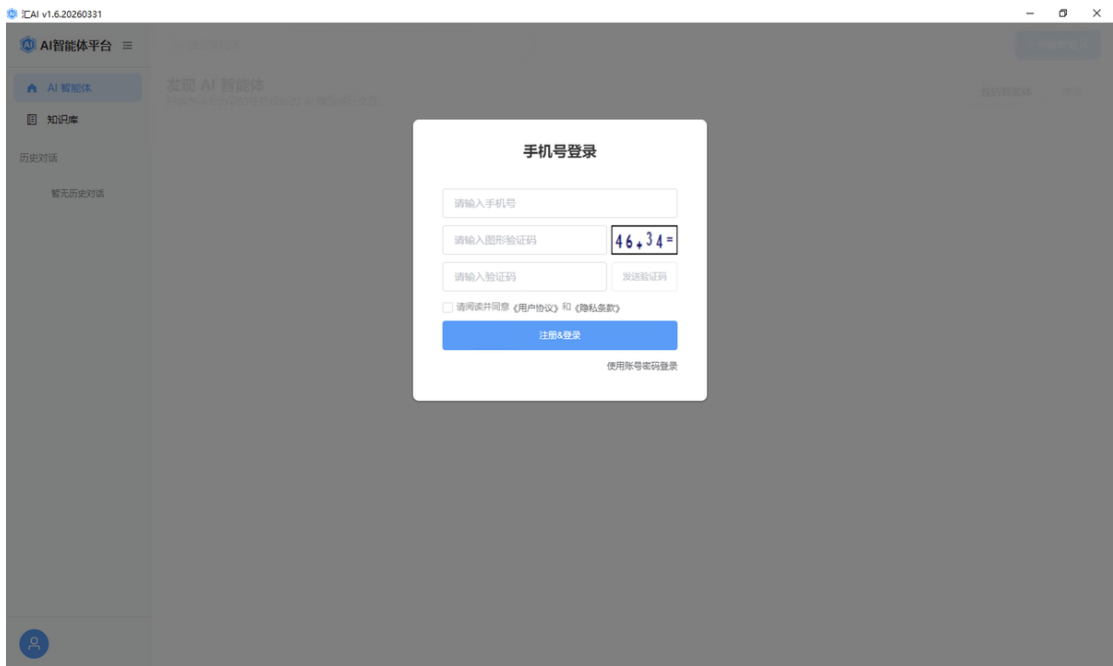 汇AI v1.6.20260331
AI智能体平台
AI 智能体
知识库
历史对话
暂无历史对话
发现 AI 智能体
手机号登录
请输入手机号
请输入图形验证码
46+34=
请输入验证码
发送验证码
请阅读并同意《用户协议》和《隐私条款》
注册&登录
使用账号密码登录